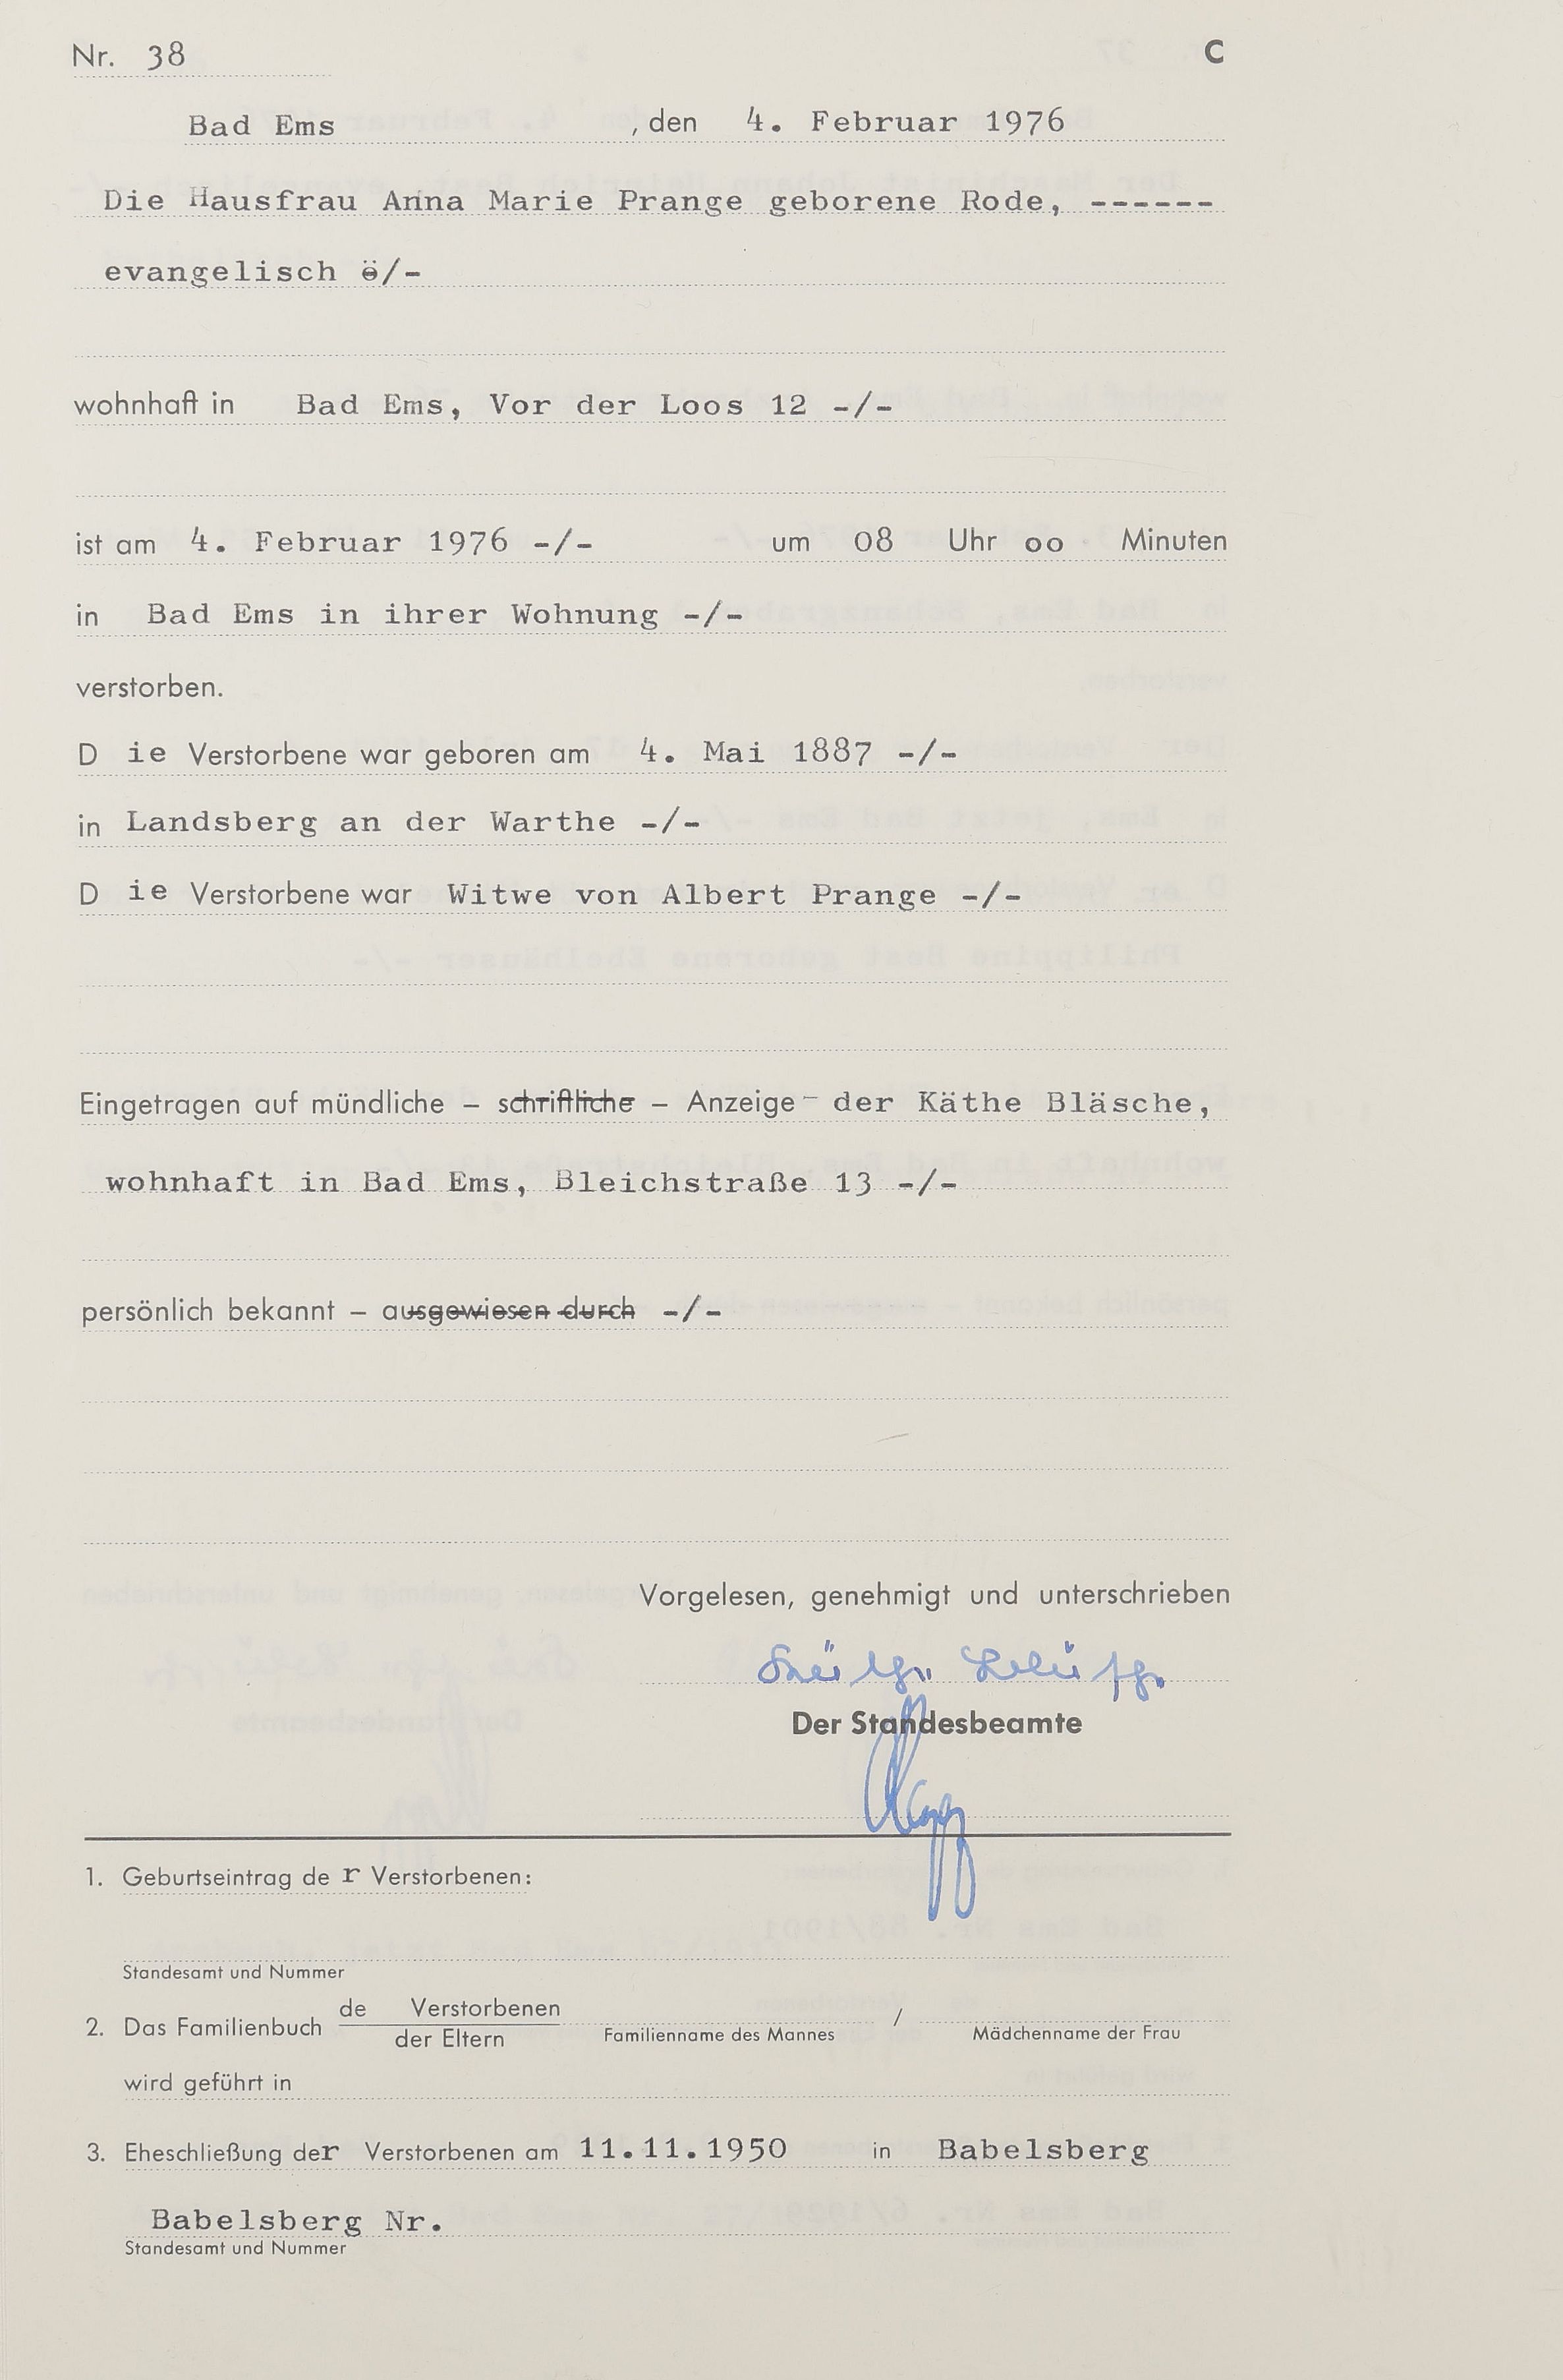 Nr. 38 C
Bad Ems , den 4. Februar 1976
Die Hausfrau Anna Marie Prange geborene Rode, ------
evangelisch ë/-
wohnhaft in Bad Ems, Vor der Loos 12 -/-
ist am 4. Februar 1976 -/- um 08 Uhr oo Minuten
in Bad Ems in ihrer Wohnung -/-
verstorben.
D ie Verstorbene war geboren am 4. Mai 1887 -/-
in Landsberg an der Warthe -/-
D ie Verstorbene war Witwe von Albert Prange -/-
Eingetragen auf mündliche – schriftliche – Anzeige - der Käthe Bläsche,
wohnhaft in Bad Ems, Bleichstraße 13 -/-
persönlich bekannt – ausgewiesen durch -/-
Vorgelesen, genehmigt und unterschrieben
Käthe Bläsche
Der Standesbeamte
1. Geburtseintrag de r Verstorbenen:
Standesamt und Nummer
2. Das Familienbuch de Verstorbenen
der Eltern Familienname des Mannes / Mädchenname der Frau
wird geführt in
3. Eheschließung der Verstorbenen am 11.11.1950 in Babelsberg
Babelsberg Nr.
Standesamt und Nummer